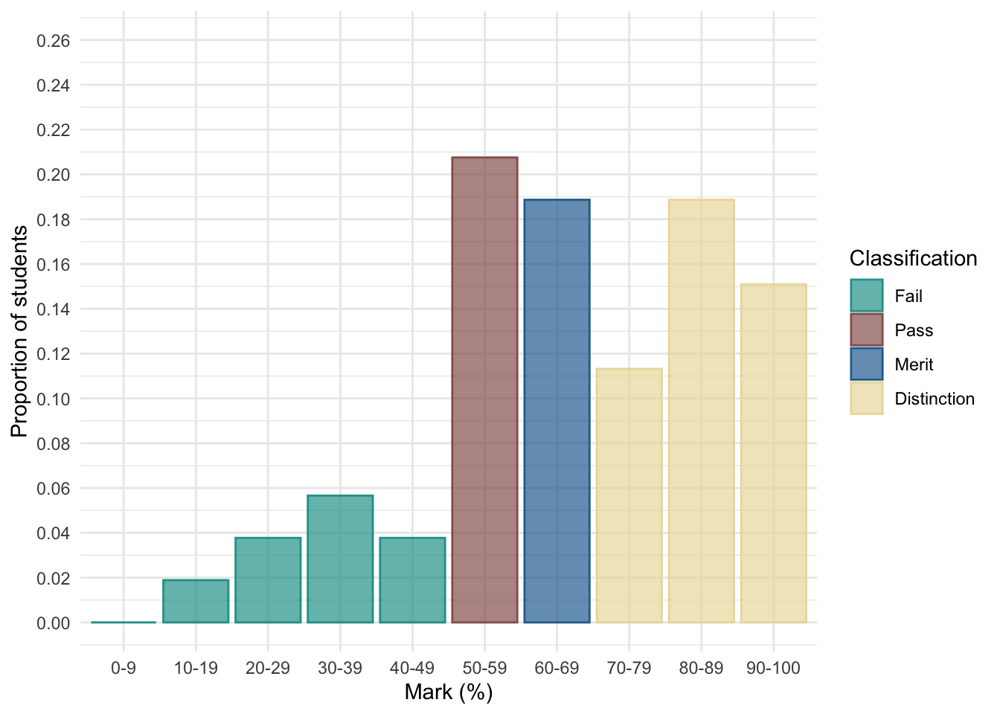 0.26
0.24
0.22
0.20
0.18
0.16
0.14
0.12
0.10
0.08
0.06
0.04
0.02
0.00
Proportion of students
0-9 10-19 20-29 30-39 40-49 50-59 60-69 70-79 80-89 90-100
Mark (%)
Classification
Fail
Pass
Merit
Distinction